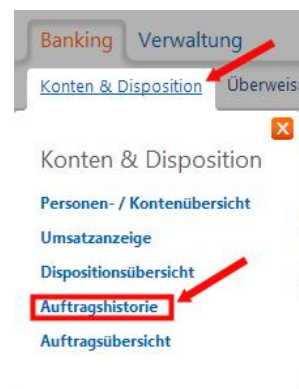 Banking Verwaltung
Konten & Disposition
Konten & Disposition
Personen- / Kontenübersicht
Umsatzanzeige
Dispositionsübersicht
Auftragshistorie
Auftragsübersicht